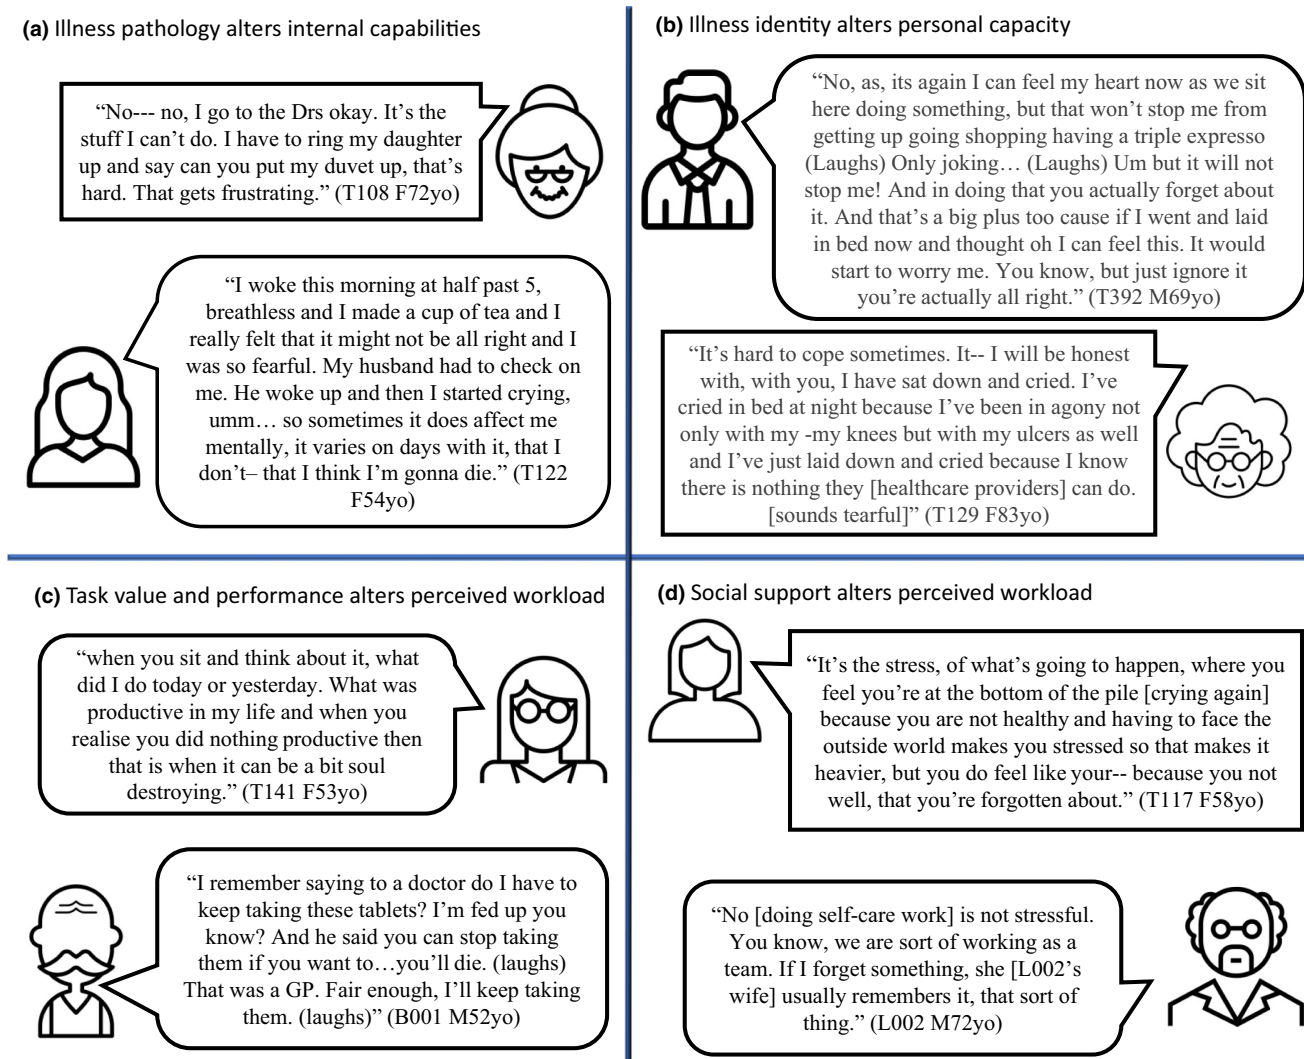 (a) Illness pathology alters internal capabilities
“No--- no, I go to the Drs okay. It’s the
stuff I can’t do. I have to ring my daughter
up and say can you put my duvet up, that’s
hard. That gets frustrating.” (T108 F72yo)
“I woke this morning at half past 5,
breathless and I made a cup of tea and I
really felt that it might not be all right and I
was so fearful. My husband had to check on
me. He woke up and then I started crying,
umm… so sometimes it does affect me
mentally, it varies on days with it, that I
don’t– that I think I’m gonna die.” (T122
F54yo)
(b) Illness identity alters personal capacity
“No, as, its again I can feel my heart now as we sit
here doing something, but that won’t stop me from
getting up going shopping having a triple expresso
(Laughs) Only joking… (Laughs) Um but it will not
stop me! And in doing that you actually forget about
it. And that’s a big plus too cause if I went and laid
in bed now and thought oh I can feel this. It would
start to worry me. You know, but just ignore it
you’re actually all right.” (T392 M69yo)
“It’s hard to cope sometimes. It-- I will be honest
with, with you, I have sat down and cried. I’ve
cried in bed at night because I’ve been in agony not
only with my -my knees but with my ulcers as well
and I’ve just laid down and cried because I know
there is nothing they [healthcare providers] can do.
[sounds tearful]” (T129 F83yo)
(c) Task value and performance alters perceived workload
“when you sit and think about it, what
did I do today or yesterday. What was
productive in my life and when you
realise you did nothing productive then
that is when it can be a bit soul
destroying.” (T141 F53yo)
“I remember saying to a doctor do I have to
keep taking these tablets? I’m fed up you
know? And he said you can stop taking
them if you want to…you’ll die. (laughs)
That was a GP. Fair enough, I’ll keep taking
them. (laughs)” (B001 M52yo)
(d) Social support alters perceived workload
“It’s the stress, of what’s going to happen, where you
feel you’re at the bottom of the pile [crying again]
because you are not healthy and having to face the
outside world makes you stressed so that makes it
heavier, but you do feel like your-- because you not
well, that you’re forgotten about.” (T117 F58yo)
“No [doing self-care work] is not stressful.
You know, we are sort of working as a
team. If I forget something, she [L002’s
wife] usually remembers it, that sort of
thing.” (L002 M72yo)